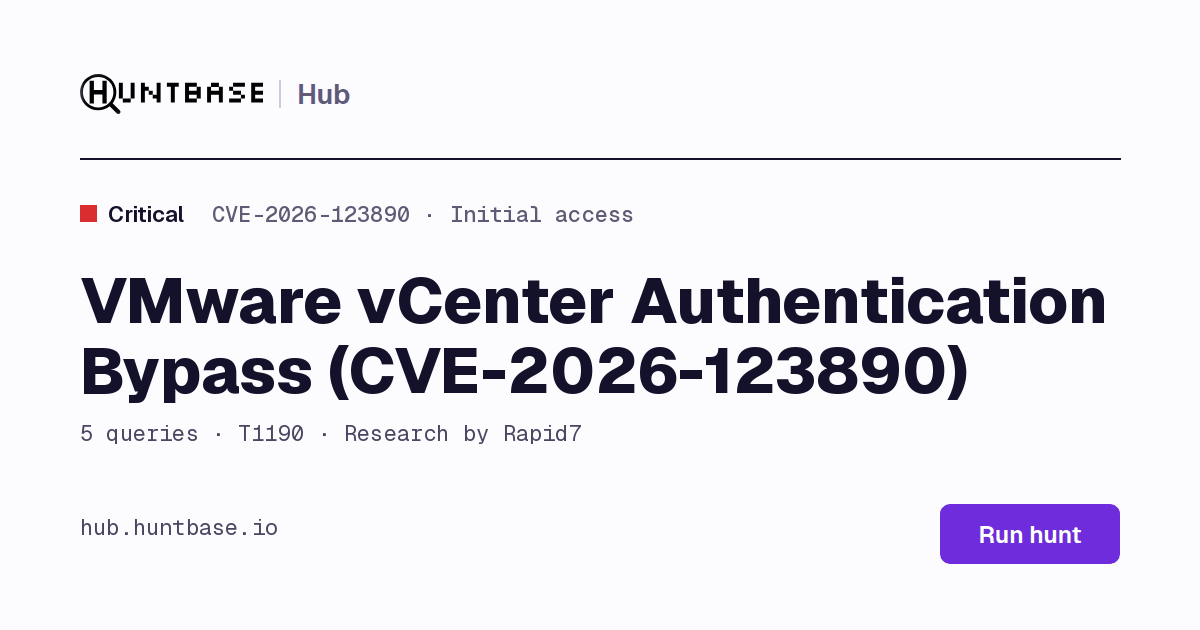 HUNTBASE | Hub
Critical CVE-2026-123890 · Initial access
VMware vCenter Authentication
Bypass (CVE-2026-123890)
5 queries · T1190 · Research by Rapid7
hub.huntbase.io
Run hunt